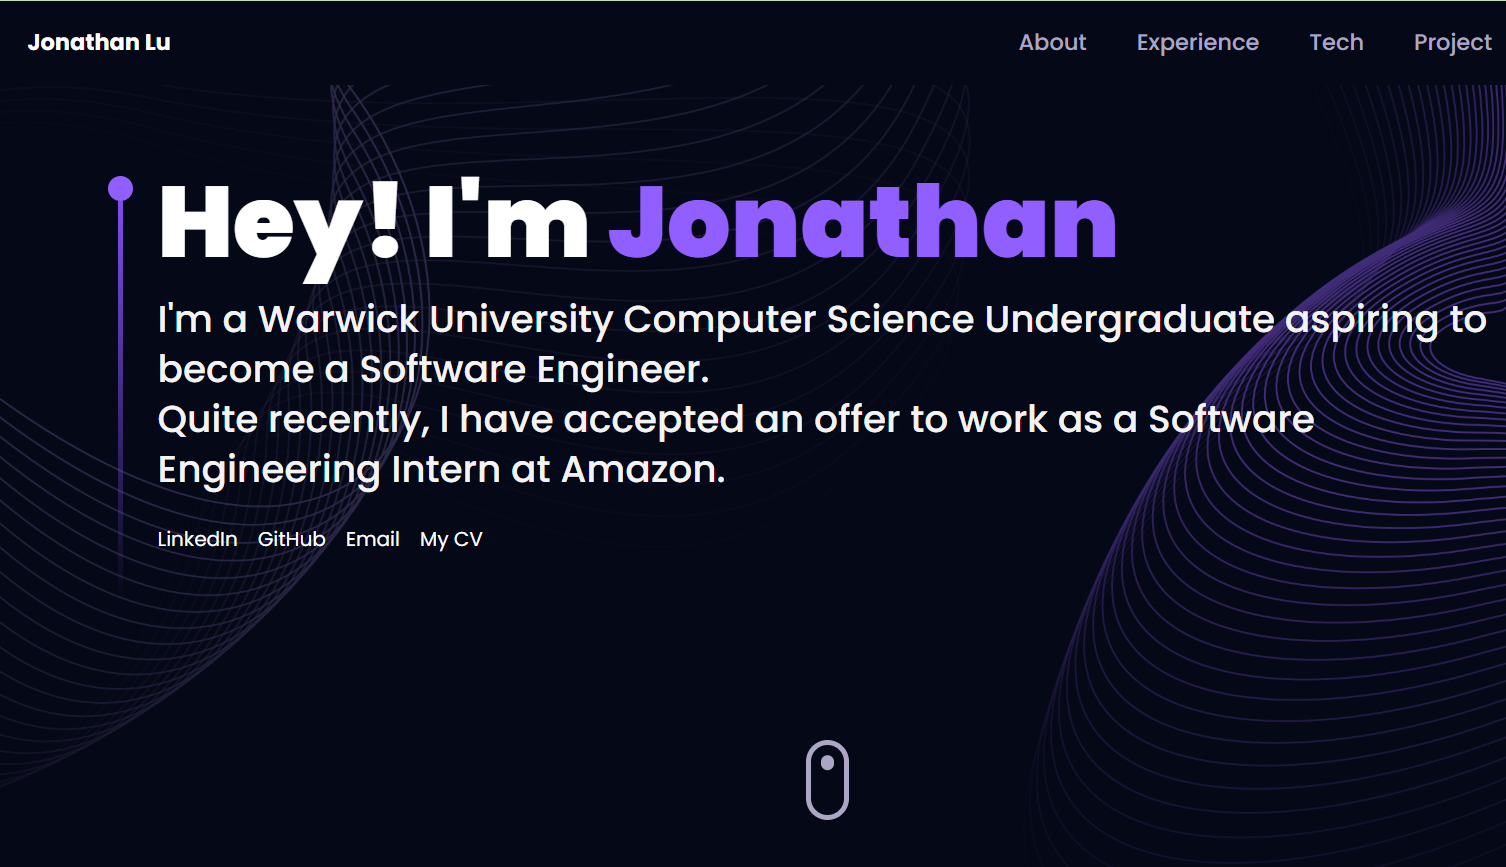 Jonathan Lu
About Experience Tech Project
Hey! I'm Jonathan
I'm a Warwick University Computer Science Undergraduate aspiring to
become a Software Engineer.
Quite recently, I have accepted an offer to work as a Software
Engineering Intern at Amazon.
LinkedIn GitHub Email My CV